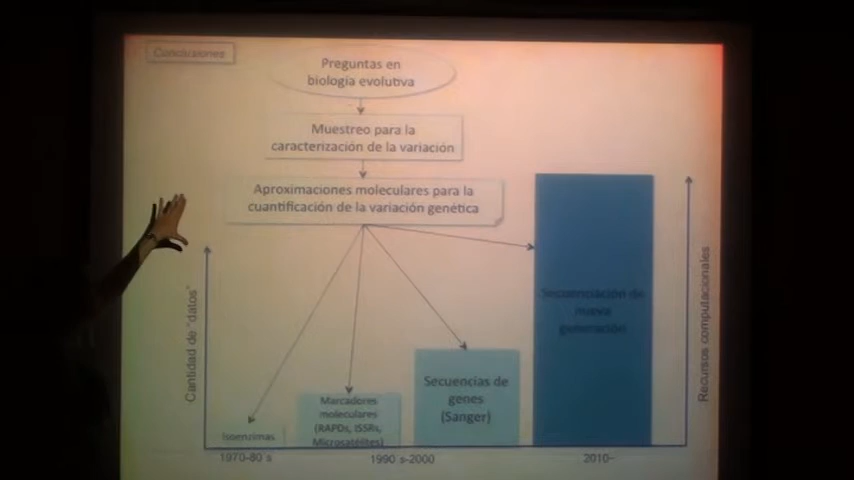 Conclusiones
Preguntas en
biología evolutiva
Muestreo para la
caracterización de la variación
Aproximaciones moleculares para la
cuantificación de la variación genética
Cantidad de "datos"
Isoenzimas
Marcadores
moleculares
(RAPDs, ISSRs,
Microsatélites)
Secuencias de
genes
(Sanger)
Secuenciación de
nueva
generación
Recursos computacionales
1970-80 s
1990 s-2000
2010-